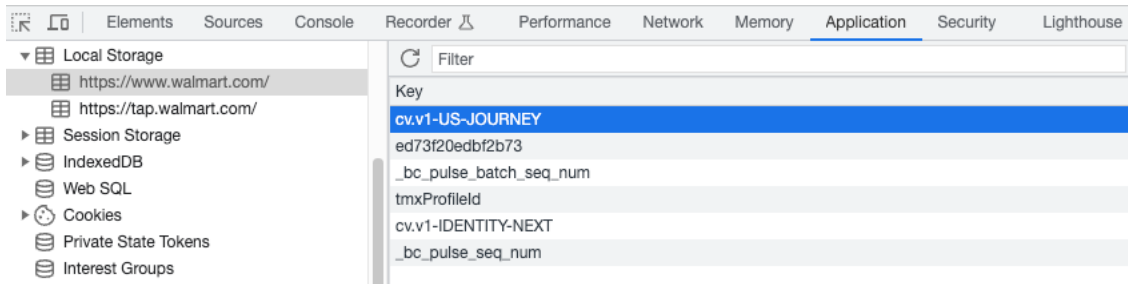 Elements Sources Console Recorder Performance Network Memory Application Security Lighthouse
Local Storage
https://www.walmart.com/
https://tap.walmart.com/
Session Storage
IndexedDB
Web SQL
Cookies
Private State Tokens
Interest Groups
Filter
Key
cv.v1-US-JOURNEY
ed73f20edbf2b73
_bc_pulse_batch_seq_num
tmxProfileId
cv.v1-IDENTITY-NEXT
_bc_pulse_seq_num